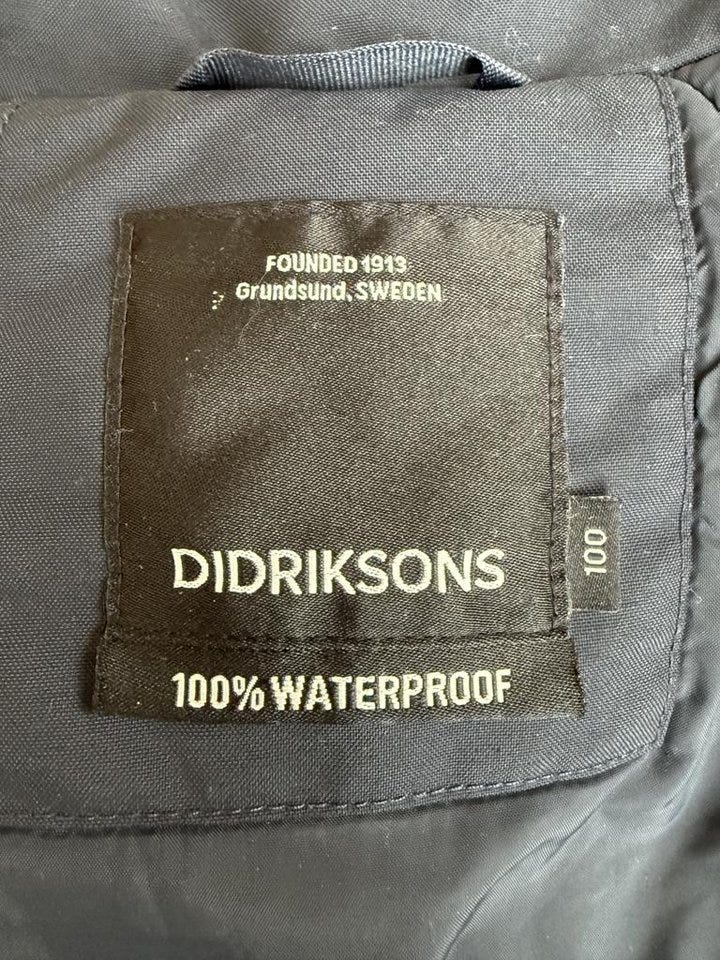 FOUNDED 1913
Grundsund, SWEDEN
DIDRIKSONS
100
100% WATERPROOF